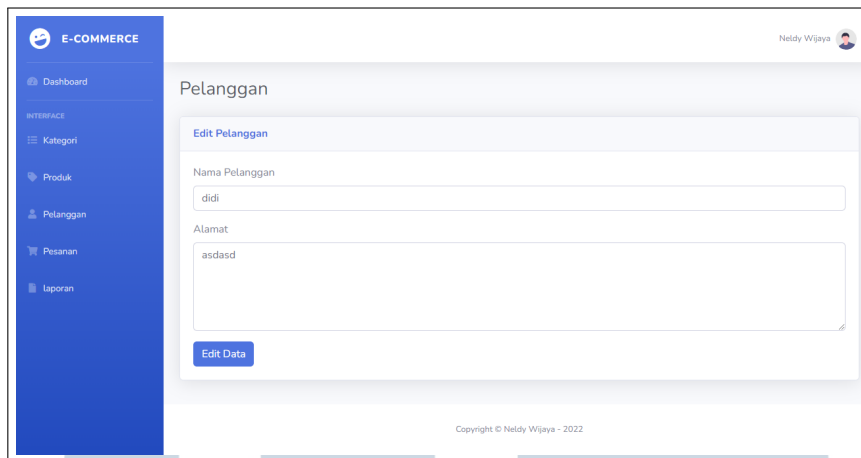 E-COMMERCE
Neldy Wijaya
Dashboard
INTERFACE
Kategori
Produk
Pelanggan
Pesanan
laporan
Pelanggan
Edit Pelanggan
Nama Pelanggan
didi
Alamat
asdasd
Edit Data
Copyright © Neldy Wijaya - 2022